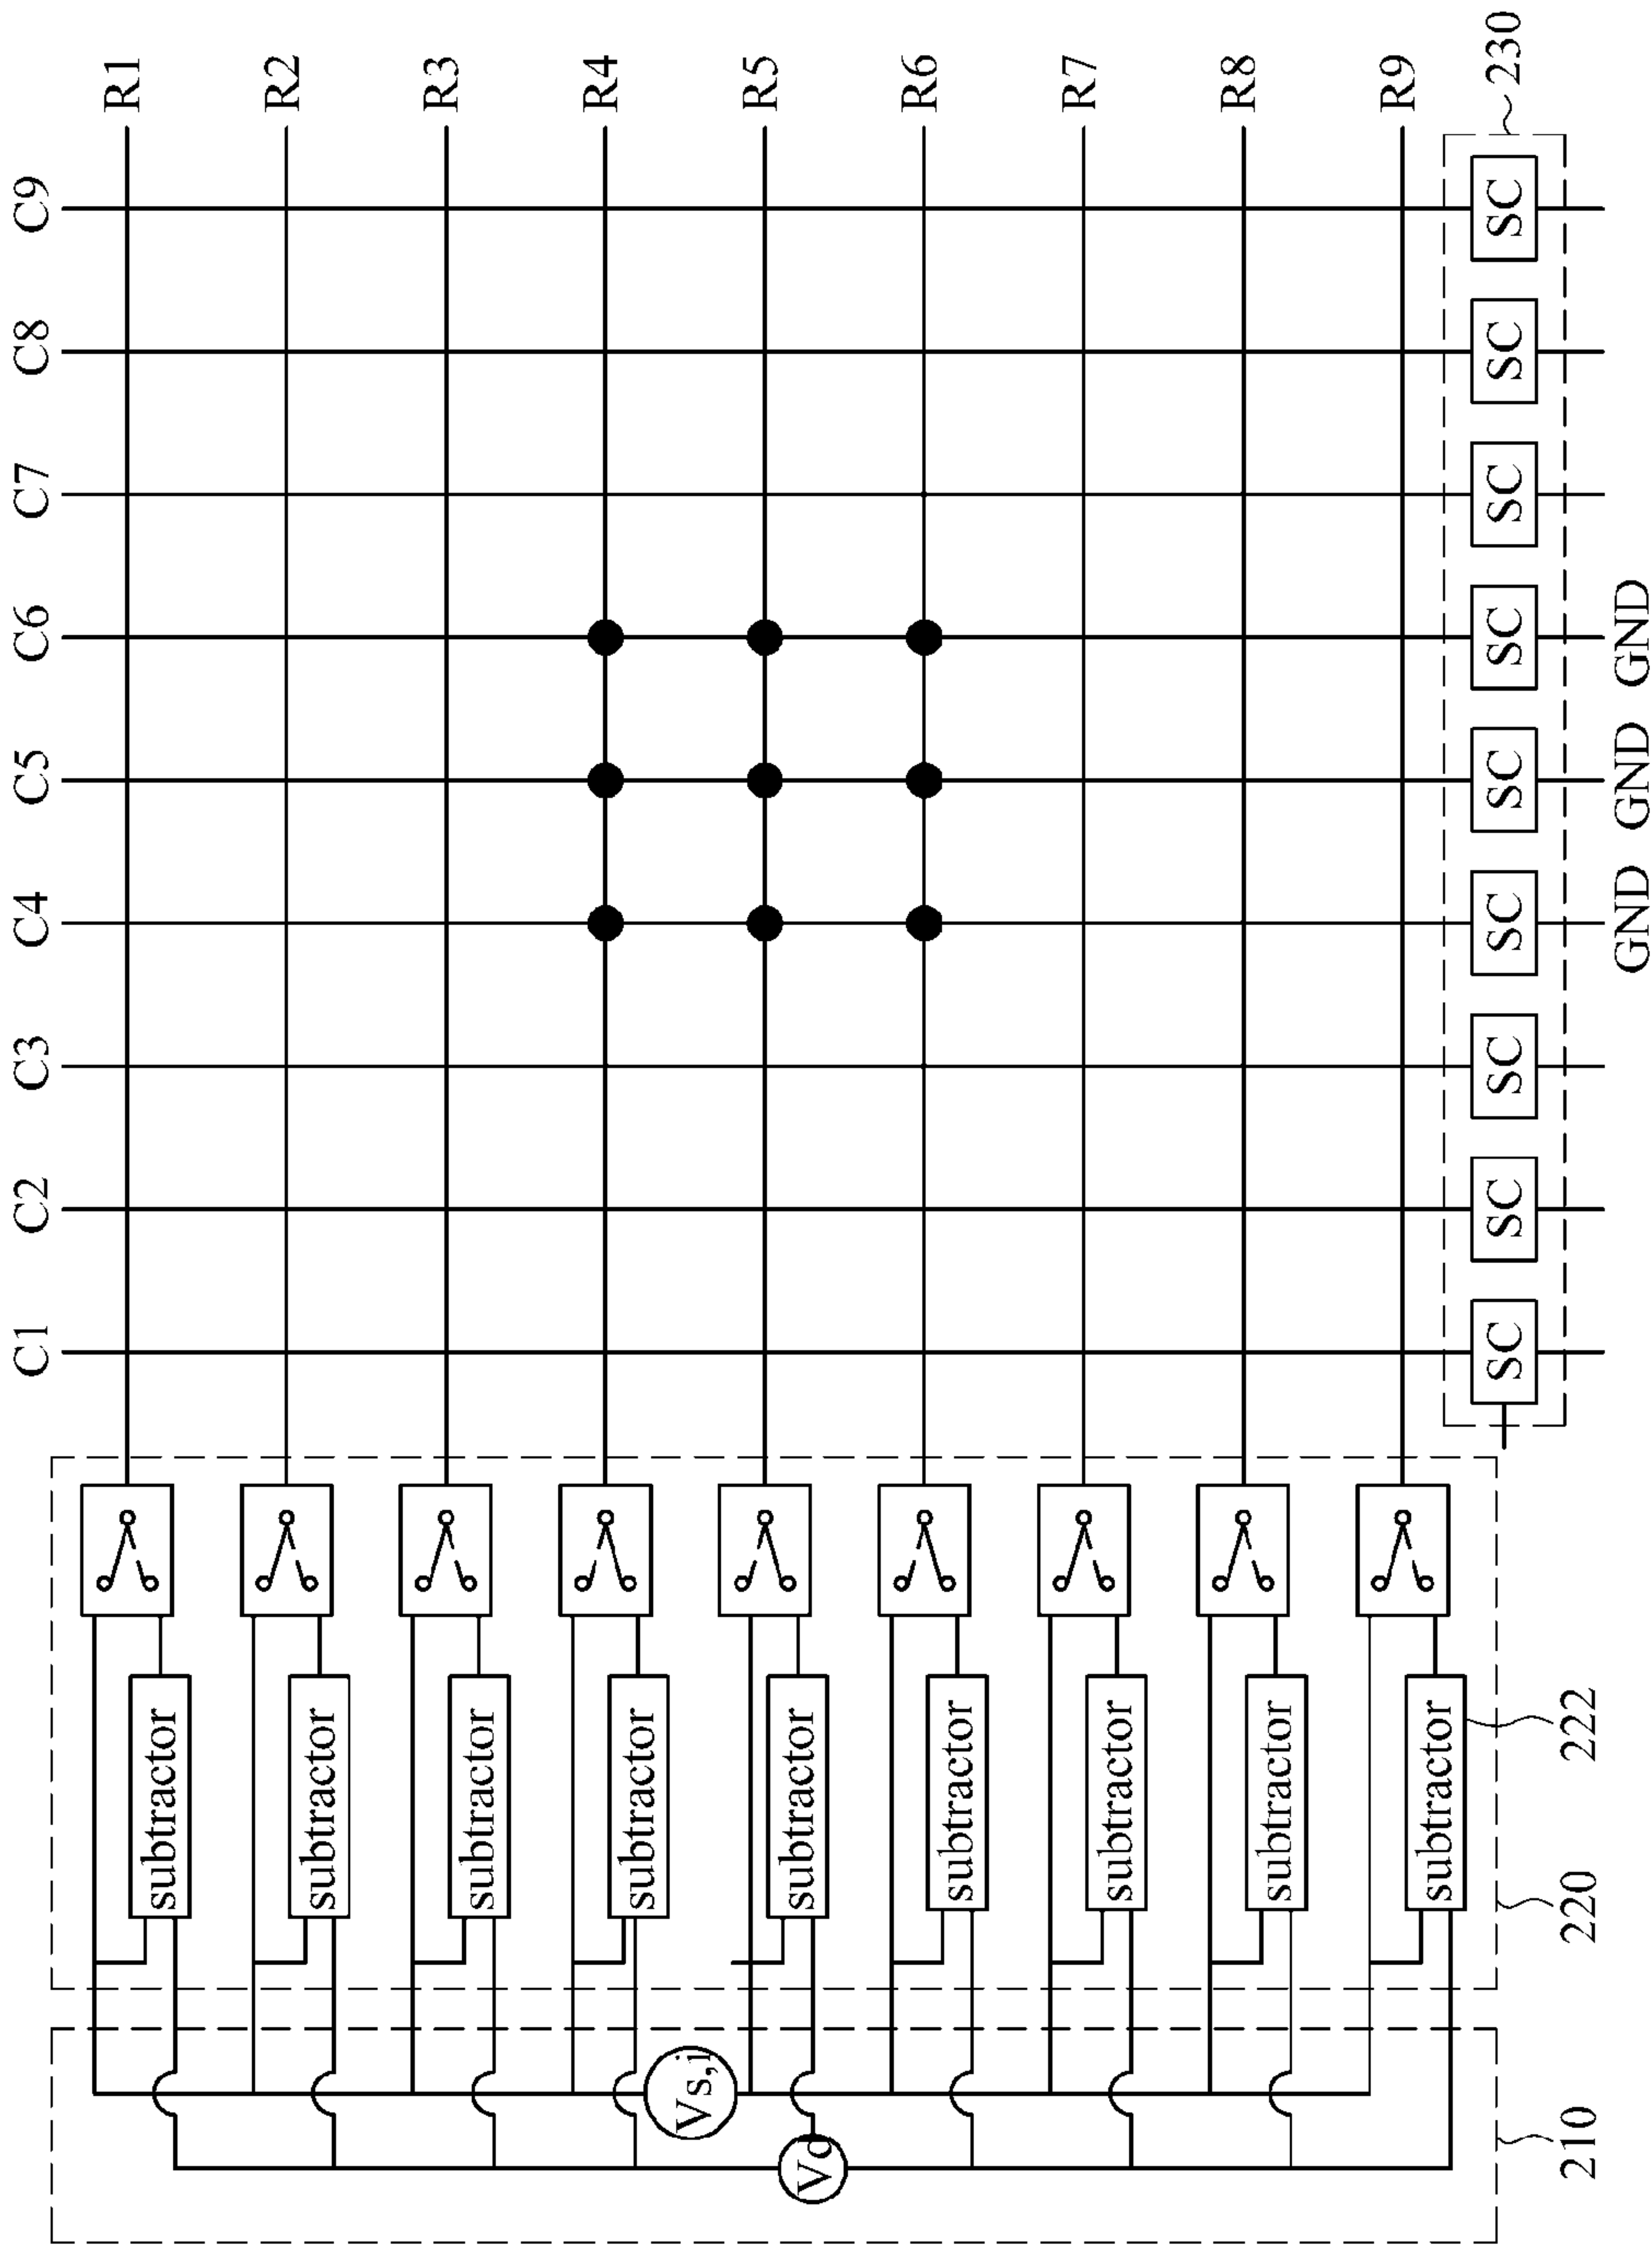 C1 C2 C3 C4 C5 C6 C7 C8 C9
R1
subtractor
R2
subtractor
R3
subtractor
R4
subtractor
Vs,i
R5
Vd subtractor
R6
subtractor
R7
subtractor
R8
subtractor
R9
subtractor
SC SC SC SC SC SC SC SC SC 230
210 220 222
GND GND GND